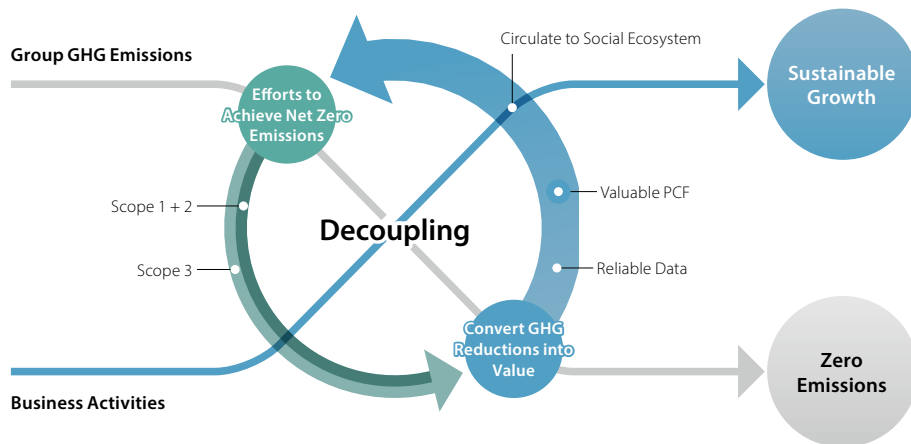 Group GHG Emissions
Circulate to Social Ecosystem
Sustainable
Growth
Efforts to
Achieve Net Zero
Emissions
Scope 1 + 2
Valuable PCF
Decoupling
Scope 3
Reliable Data
Convert GHG
Reductions into
Value
Zero
Emissions
Business Activities